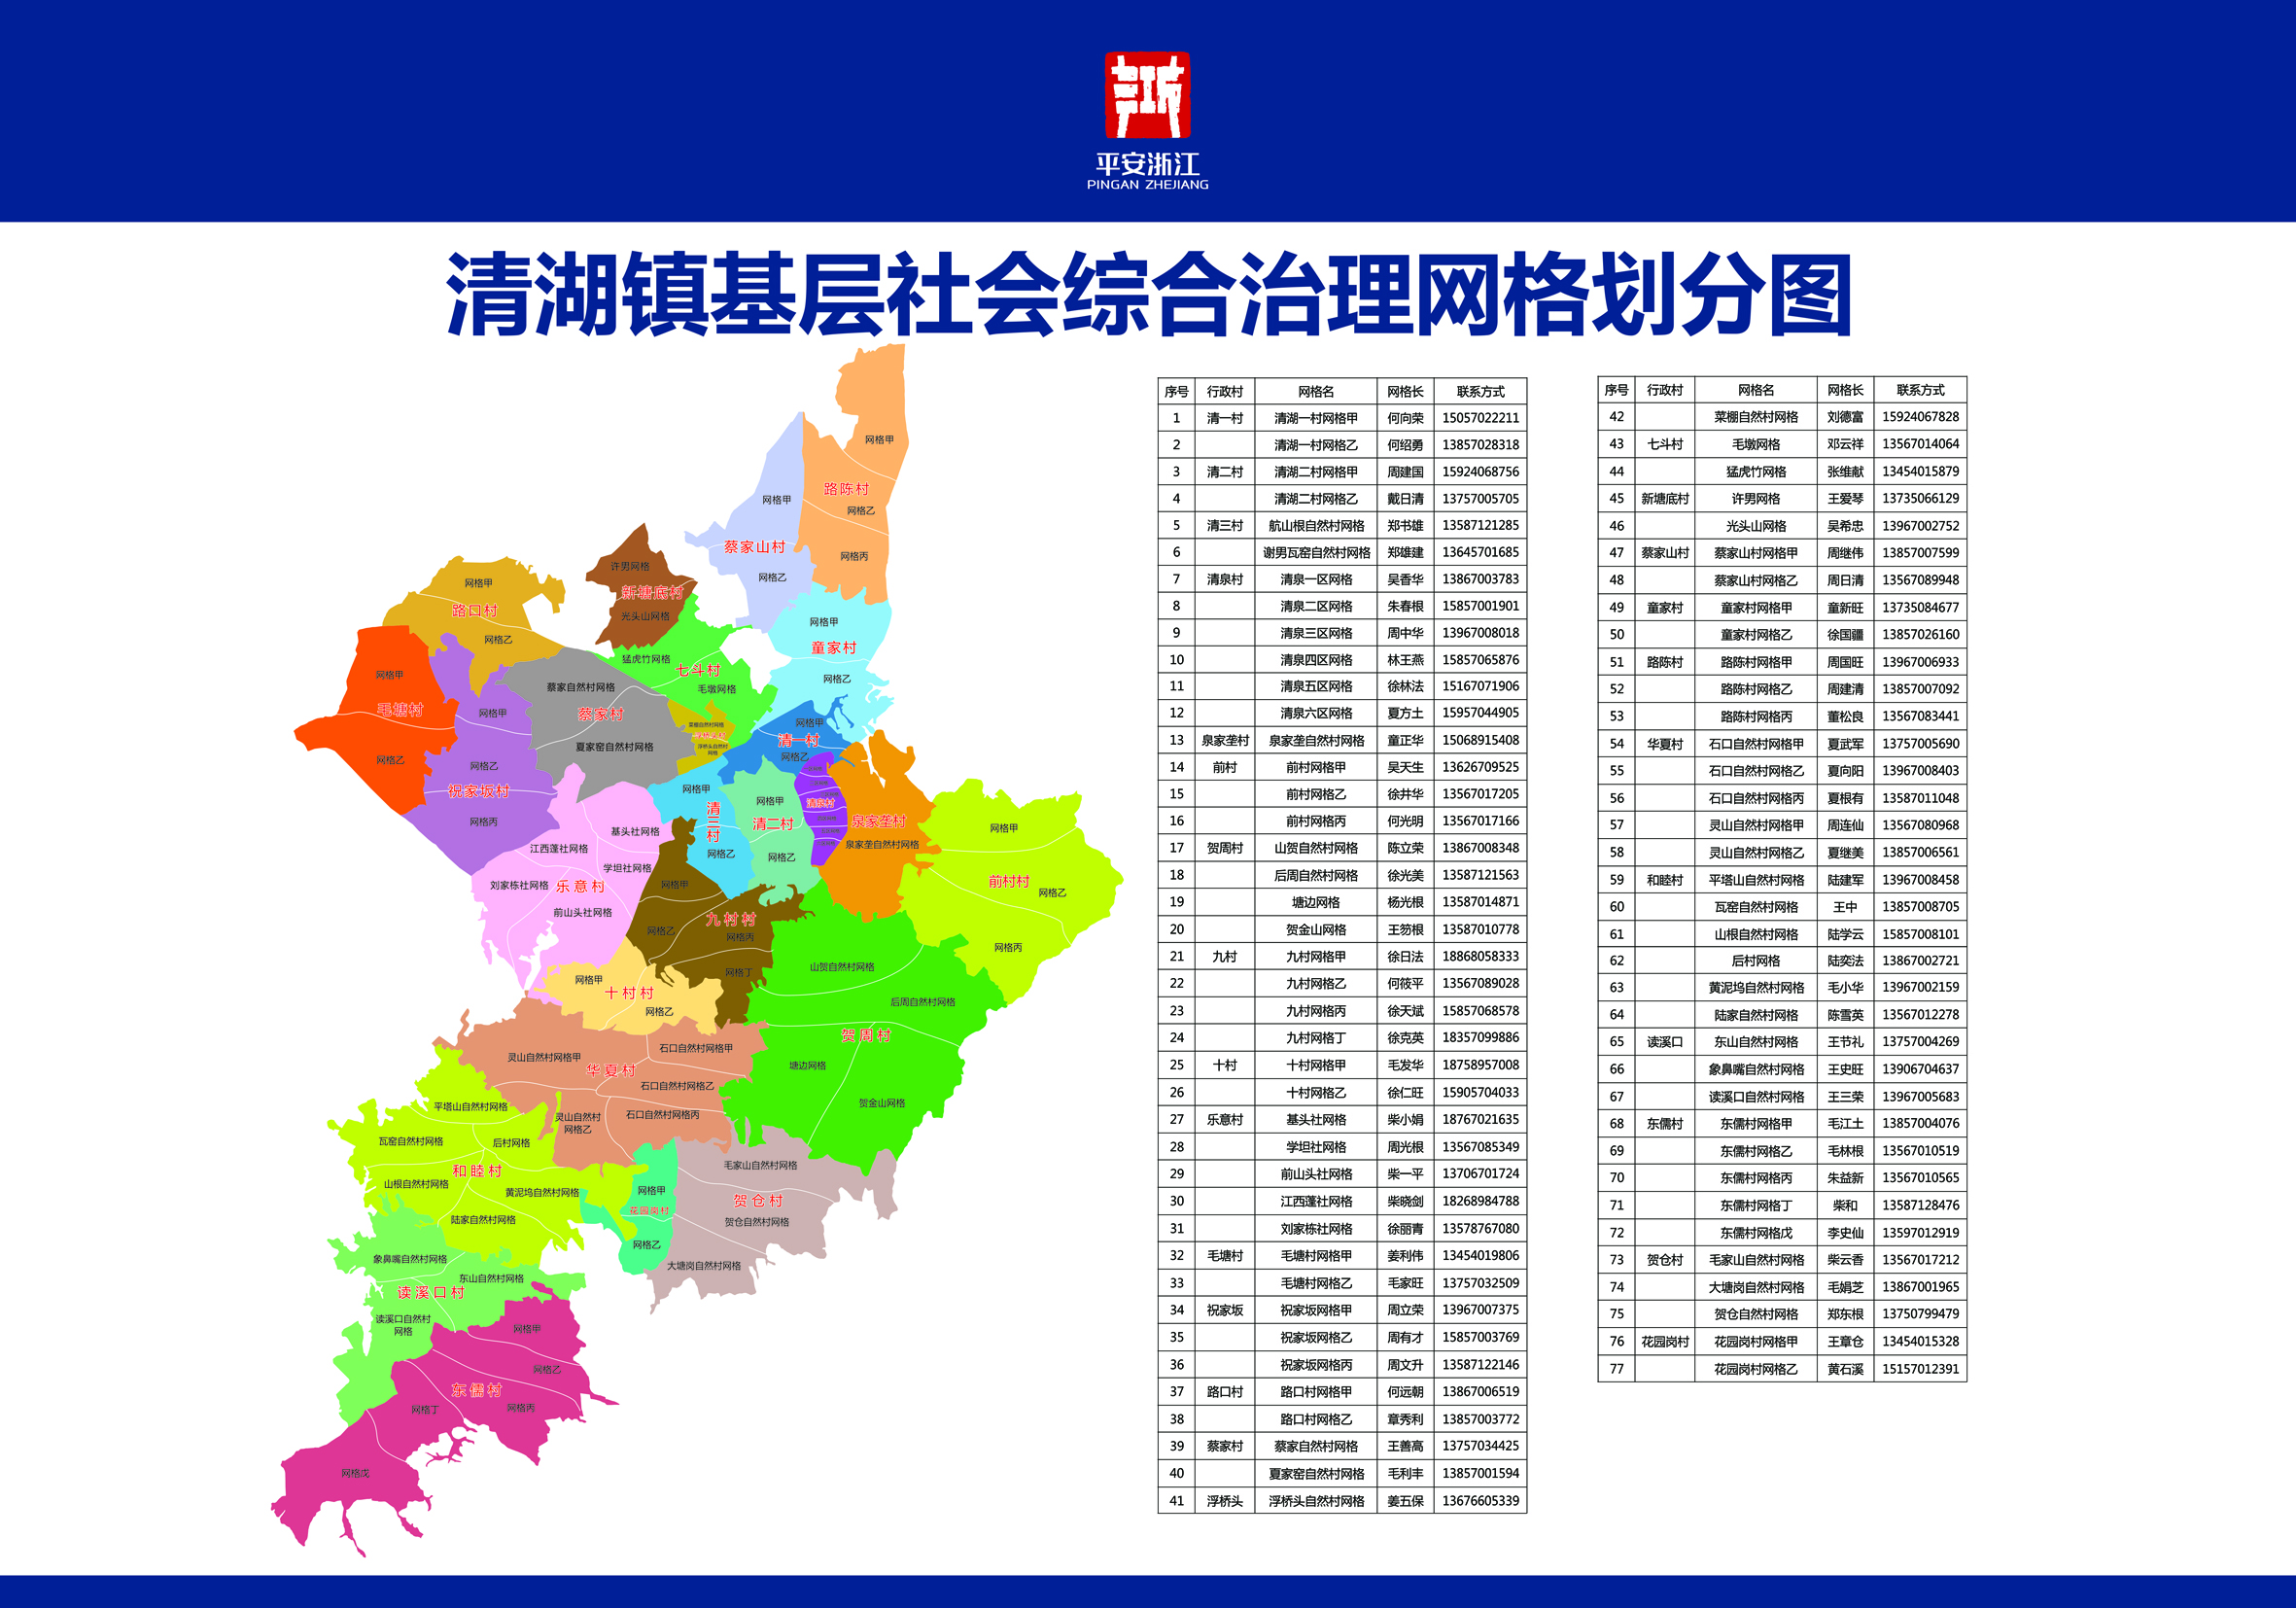 平安浙江
PINGAN ZHEJIANG
清湖镇基层社会综合治理网格划分图
网格甲
路陈村
网格乙
网格丙
网格甲
蔡家山村
网格乙
许男网格
新塘底村
光头山网格
网格甲
路口村
网格乙
网格甲
童家村
网格乙
猛虎竹网格
七斗村
毛墩网格
网格甲
毛塘村
网格乙
网格甲
网格乙
祝家坂村
网格丙
蔡家自然村网格
蔡家村
夏家窑自然村网格
菜棚自然村网格
浮桥头村
浮桥头自然村
网格
网格甲
清一村
网格乙
网格甲
清三村
网格乙
网格甲
清二村
网格乙
清泉村
泉家垄村
泉家垄自然村网格
网格甲
前村村
网格乙
网格丙
基头社网格
江西蓬社网格
学坦社网格
刘家栋社网格
乐意村
前山头社网格
网格甲
九村村
网格乙
网格丙
网格丁
网格甲
十村村
网格乙
山贺自然村网格
后周自然村网格
贺周村
塘边网格
贺金山网格
灵山自然村网格甲
石口自然村网格甲
华夏村
石口自然村网格乙
石口自然村网格丙
灵山自然村
网格乙
平塔山自然村网格
瓦窑自然村网格
后村网格
和睦村
山根自然村网格
黄泥坞自然村网格
陆家自然村网格
毛家山自然村网格
贺仓村
贺仓自然村网格
大塘岗自然村网格
网格甲
花园岗村
网格乙
象鼻嘴自然村网格
东山自然村网格
读溪口村
读溪口自然村
网格
网格甲
网格乙
东儒村
网格丙
网格丁
网格戊
序号 行政村 网格名 网格长 联系方式
1 清一村 清湖一村网格甲 何向荣 15057022211
2 清湖一村网格乙 何绍勇 13857028318
3 清二村 清湖二村网格甲 周建国 15924068756
4 清湖二村网格乙 戴日清 13757005705
5 清三村 航山根自然村网格 郑书雄 13587121285
6 谢男瓦窑自然村网格 郑雄建 13645701685
7 清泉村 清泉一区网格 吴香华 13867003783
8 清泉二区网格 朱春根 15857001901
9 清泉三区网格 周中华 13967008018
10 清泉四区网格 林王燕 15857065876
11 清泉五区网格 徐林法 15167071906
12 清泉六区网格 夏方土 15957044905
13 泉家垄村 泉家垄自然村网格 童正华 15068915408
14 前村 前村网格甲 吴天生 13626709525
15 前村网格乙 徐井华 13567017205
16 前村网格丙 何光明 13567017166
17 贺周村 山贺自然村网格 陈立荣 13867008348
18 后周自然村网格 徐光美 13587121563
19 塘边网格 杨光根 13587014871
20 贺金山网格 王笏根 13587010778
21 九村 九村网格甲 徐日法 18868058333
22 九村网格乙 何筱平 13567089028
23 九村网格丙 徐天斌 15857068578
24 九村网格丁 徐克英 18357099886
25 十村 十村网格甲 毛发华 18758957008
26 十村网格乙 徐仁旺 15905704033
27 乐意村 基头社网格 柴小娟 18767021635
28 学坦社网格 周光根 13567085349
29 前山头社网格 柴一平 13706701724
30 江西蓬社网格 柴晓剑 18268984788
31 刘家栋社网格 徐丽青 13578767080
32 毛塘村 毛塘村网格甲 姜利伟 13454019806
33 毛塘村网格乙 毛家旺 13757032509
34 祝家坂 祝家坂网格甲 周立荣 13967007375
35 祝家坂网格乙 周有才 15857003769
36 祝家坂网格丙 周文升 13587122146
37 路口村 路口村网格甲 何远朝 13867006519
38 路口村网格乙 章秀利 13857003772
39 蔡家村 蔡家自然村网格 王善高 13757034425
40 夏家窑自然村网格 毛利丰 13857001594
41 浮桥头 浮桥头自然村网格 姜五保 13676605339
序号 行政村 网格名 网格长 联系方式
42 菜棚自然村网格 刘德富 15924067828
43 七斗村 毛墩网格 邓云祥 13567014064
44 猛虎竹网格 张维献 13454015879
45 新塘底村 许男网格 王爱琴 13735066129
46 光头山网格 吴希忠 13967002752
47 蔡家山村 蔡家山村网格甲 周继伟 13857007599
48 蔡家山村网格乙 周日清 13567089948
49 童家村 童家村网格甲 童新旺 13735084677
50 童家村网格乙 徐国疆 13857026160
51 路陈村 路陈村网格甲 周国旺 13967006933
52 路陈村网格乙 周建清 13857007092
53 路陈村网格丙 董松良 13567083441
54 华夏村 石口自然村网格甲 夏武军 13757005690
55 石口自然村网格乙 夏向阳 13967008403
56 石口自然村网格丙 夏根有 13587011048
57 灵山自然村网格甲 周连仙 13567080968
58 灵山自然村网格乙 夏继美 13857006561
59 和睦村 平塔山自然村网格 陆建军 13967008458
60 瓦窑自然村网格 王中 13857008705
61 山根自然村网格 陆学云 15857008101
62 后村网格 陆奕法 13867002721
63 黄泥坞自然村网格 毛小华 13967002159
64 陆家自然村网格 陈雪英 13567012278
65 读溪口 东山自然村网格 王节礼 13757004269
66 象鼻嘴自然村网格 王史旺 13906704637
67 读溪口自然村网格 王三荣 13967005683
68 东儒村 东儒村网格甲 毛江土 13857004076
69 东儒村网格乙 毛林根 13567010519
70 东儒村网格丙 朱益新 13567010565
71 东儒村网格丁 柴和 13587128476
72 东儒村网格戊 李史仙 13597012919
73 贺仓村 毛家山自然村网格 柴云香 13567017212
74 大塘岗自然村网格 毛娟芝 13867001965
75 贺仓自然村网格 郑东根 13750799479
76 花园岗村 花园岗村网格甲 王章仓 13454015328
77 花园岗村网格乙 黄石溪 15157012391